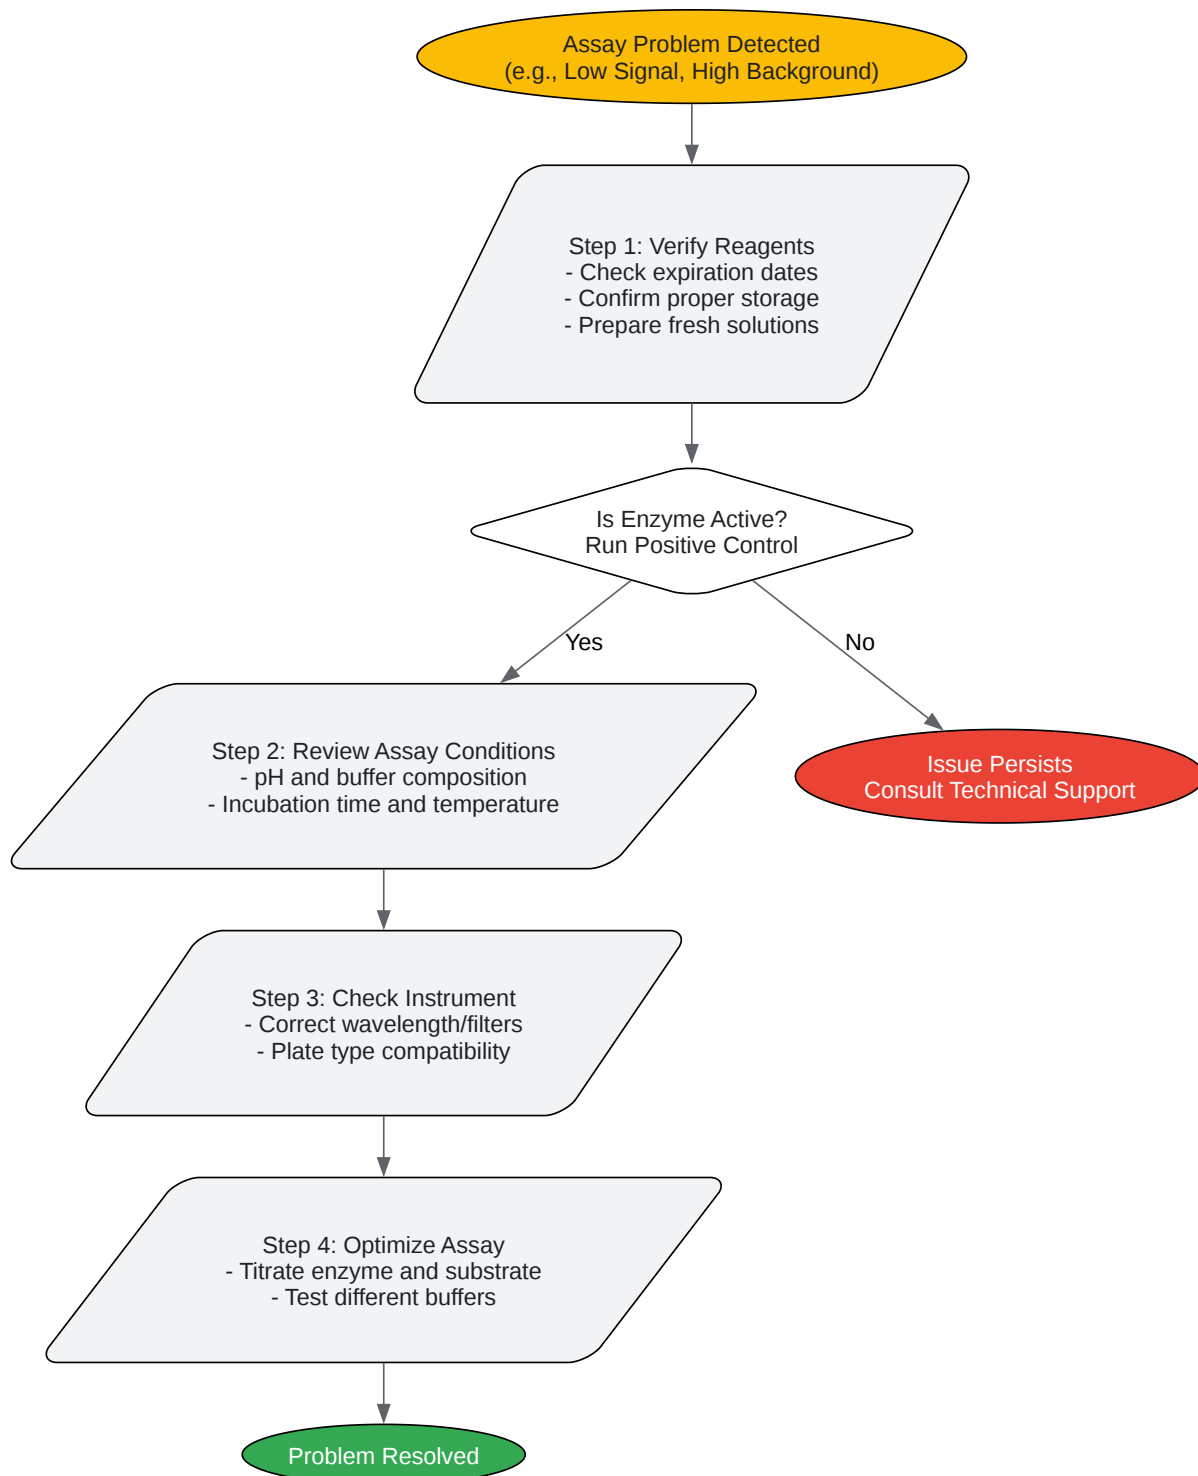 Assay Problem Detected
(e.g., Low Signal, High Background)
Step 1: Verify Reagents
- Check expiration dates
- Confirm proper storage
- Prepare fresh solutions
Is Enzyme Active?
Run Positive Control
Yes
No
Step 2: Review Assay Conditions
- pH and buffer composition
- Incubation time and temperature
Issue Persists
Consult Technical Support
Step 3: Check Instrument
- Correct wavelength/filters
- Plate type compatibility
Step 4: Optimize Assay
- Titrate enzyme and substrate
- Test different buffers
Problem Resolved